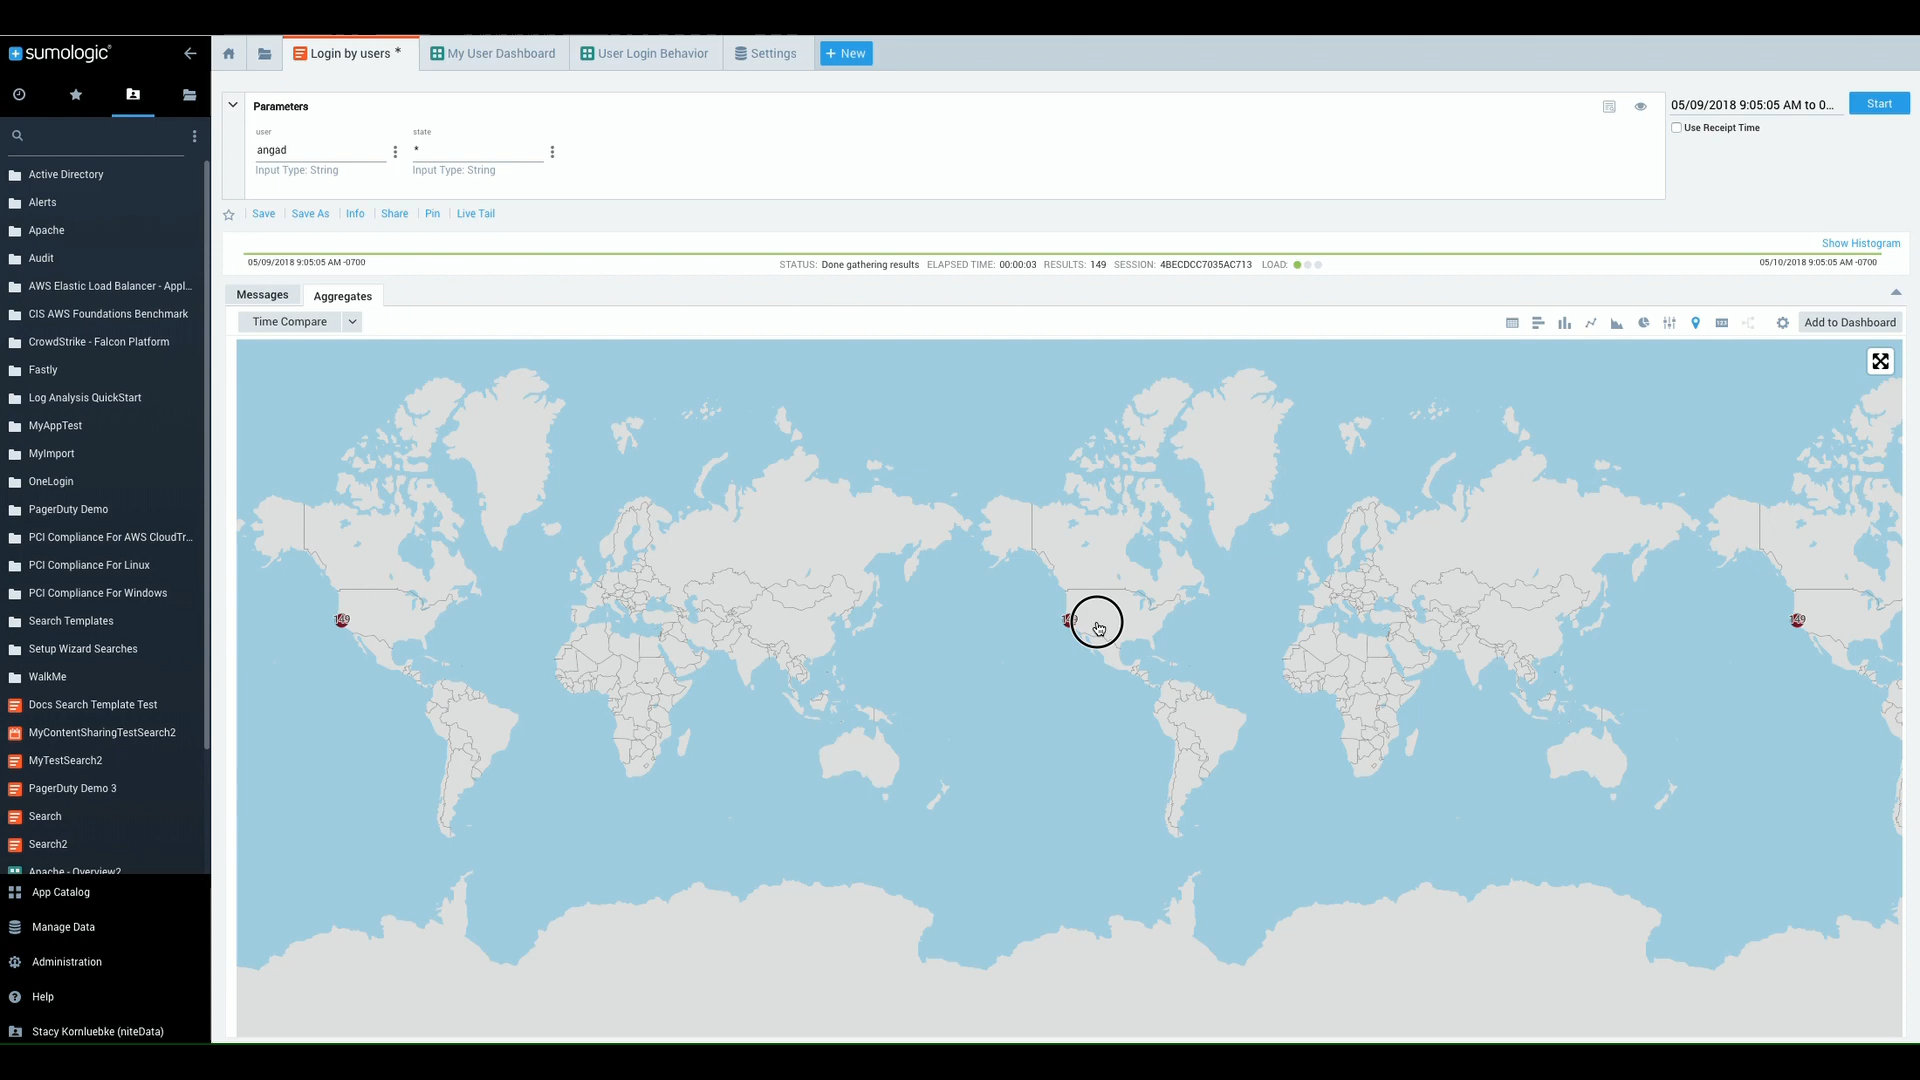 sumologic
Login by users *
My User Dashboard
User Login Behavior
Settings
+ New
Parameters
user
state
angad
*
Input Type: String
Input Type: String
05/09/2018 9:05:05 AM to 0...
Start
Use Receipt Time
Save
Save As
Info
Share
Pin
Live Tail
Show Histogram
05/09/2018 9:05:05 AM -0700
STATUS: Done gathering results ELAPSED TIME: 00:00:03 RESULTS: 149 SESSION: 4BECDCC7035AC713 LOAD:
05/10/2018 9:05:05 AM -0700
Messages
Aggregates
Time Compare
Add to Dashboard
149
149
Active Directory
Alerts
Apache
Audit
AWS Elastic Load Balancer - Appl...
CIS AWS Foundations Benchmark
CrowdStrike - Falcon Platform
Fastly
Log Analysis QuickStart
MyAppTest
MyImport
OneLogin
PagerDuty Demo
PCI Compliance For AWS CloudTr...
PCI Compliance For Linux
PCI Compliance For Windows
Search Templates
Setup Wizard Searches
WalkMe
Docs Search Template Test
MyContentSharingTestSearch2
MyTestSearch2
PagerDuty Demo 3
Search
Search2
Apache - Overview2
App Catalog
Manage Data
Administration
Help
Stacy Kornluebke (niteData)